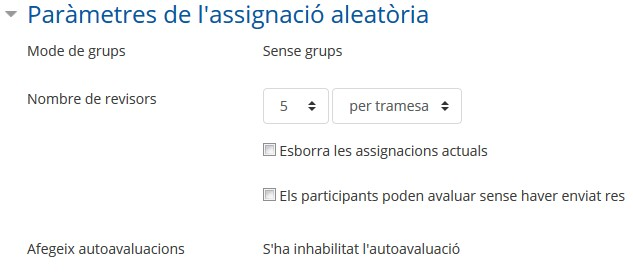 Paràmetres de l'assignació aleatòria
Mode de grups Sense grups
Nombre de revisors 5 per tramesa
Esborra les assignacions actuals
Els participants poden avaluar sense haver enviat res
Afegeix autoavaluacions S'ha inhabilitat l'autoavaluació